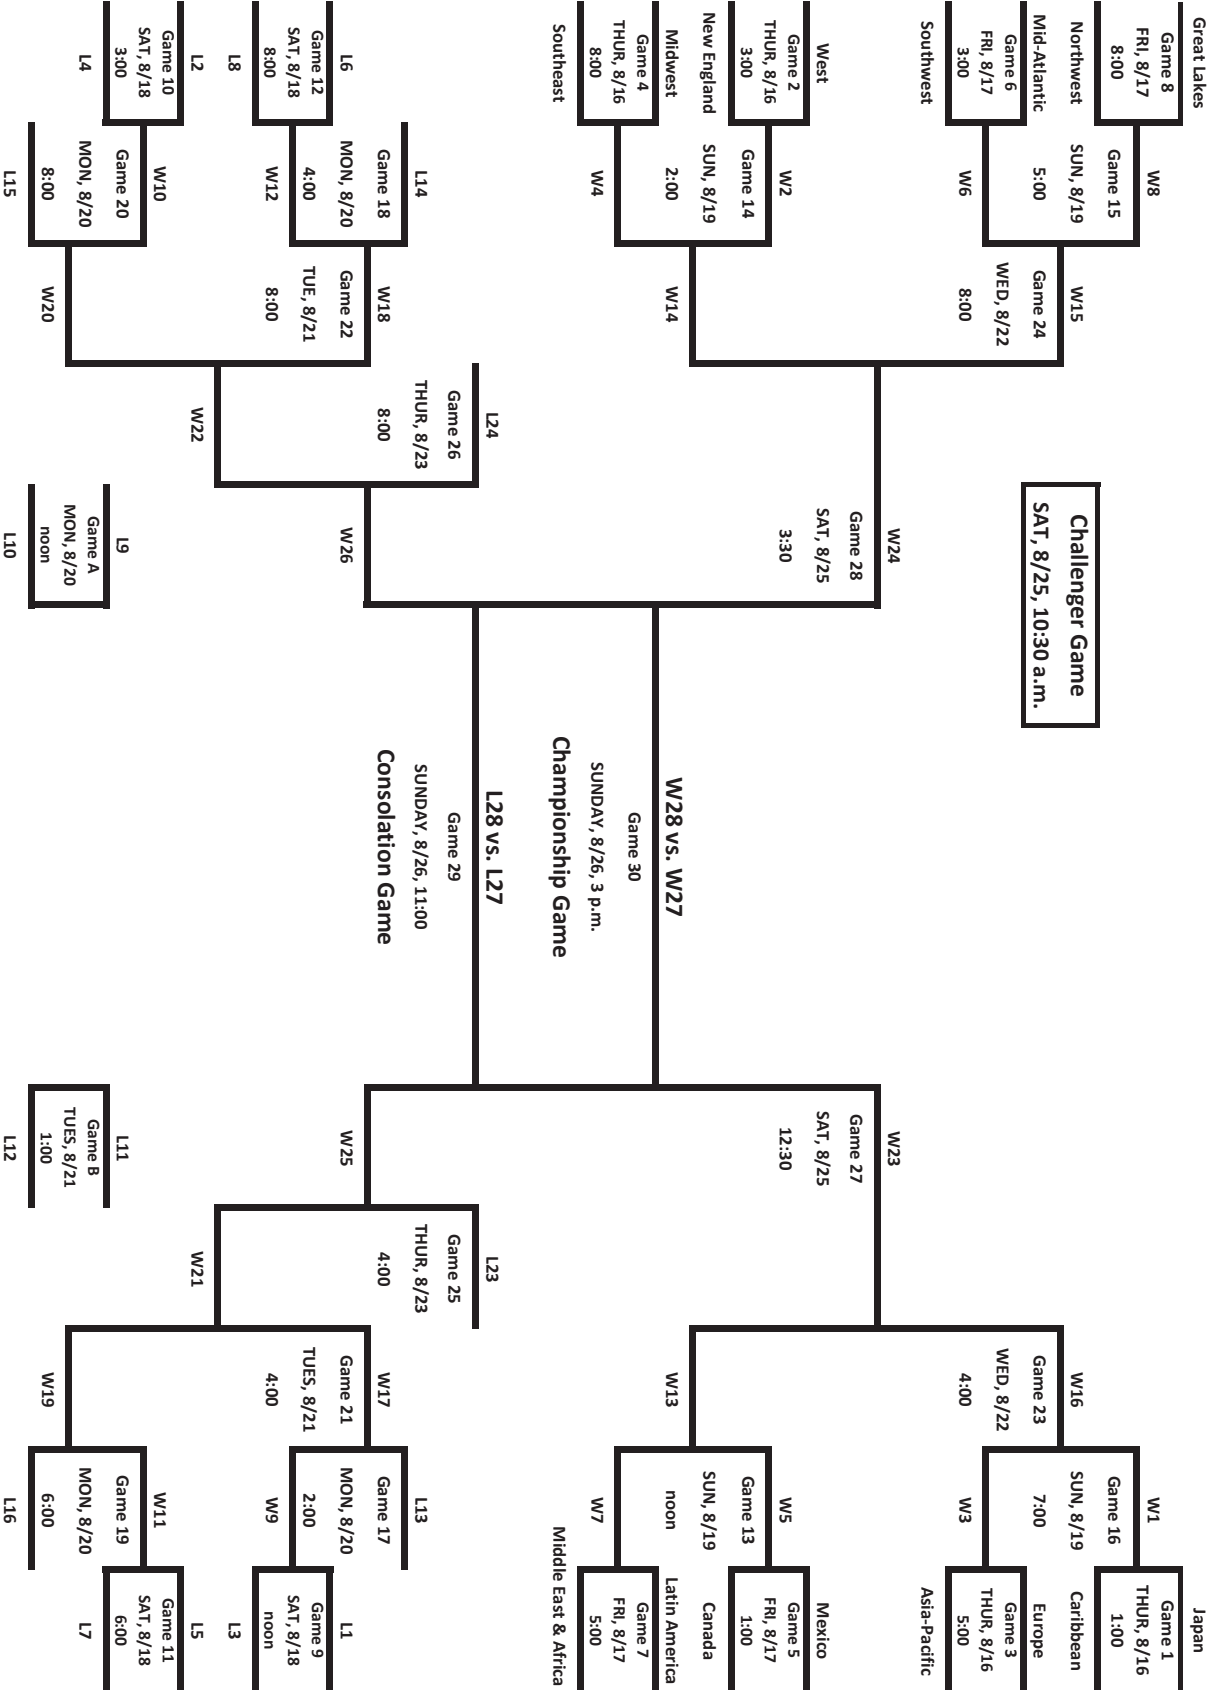 Great Lakes
Game 8
FRI, 8/17
8:00
Northwest
Mid-Atlantic
Game 6
FRI, 8/17
3:00
Southwest
W8
Game 15
SUN, 8/19
5:00
W6
W15
Game 24
WED, 8/22
8:00
W14
West
Game 2
THUR, 8/16
3:00
New England
Midwest
Game 4
THUR, 8/16
8:00
Southeast
W2
Game 14
SUN, 8/19
2:00
W4
Challenger Game
SAT, 8/25, 10:30 a.m.
W24
Game 28
SAT, 8/25
3:30
W26
L6
Game 12
SAT, 8/18
8:00
L8
L2
Game 10
SAT, 8/18
3:00
L4
L14
Game 18
MON, 8/20
4:00
W12
W10
Game 20
MON, 8/20
8:00
L15
W18
Game 22
TUE, 8/21
8:00
W20
L24
Game 26
THUR, 8/23
8:00
W22
L9
Game A
MON, 8/20
noon
L10
W28 vs. W27
Game 30
SUNDAY, 8/26, 3 p.m.
Championship Game
L28 vs. L27
Game 29
SUNDAY, 8/26, 11:00
Consolation Game
W23
Game 27
SAT, 8/25
12:30
W25
L11
Game B
TUES, 8/21
1:00
L12
L23
Game 25
THUR, 8/23
4:00
W21
W16
Game 23
WED, 8/22
4:00
W13
W17
Game 21
TUES, 8/21
4:00
W19
W1
Game 16
SUN, 8/19
7:00
W3
W5
Game 13
SUN, 8/19
noon
W7
L13
Game 17
MON, 8/20
2:00
W9
W11
Game 19
MON, 8/20
6:00
L16
Japan
Game 1
THUR, 8/16
1:00
Caribbean
Europe
Game 3
THUR, 8/16
5:00
Asia-Pacific
Mexico
Game 5
FRI, 8/17
1:00
Canada
Latin America
Game 7
FRI, 8/17
5:00
Middle East & Africa
L1
Game 9
SAT, 8/18
noon
L3
L5
Game 11
SAT, 8/18
6:00
L7